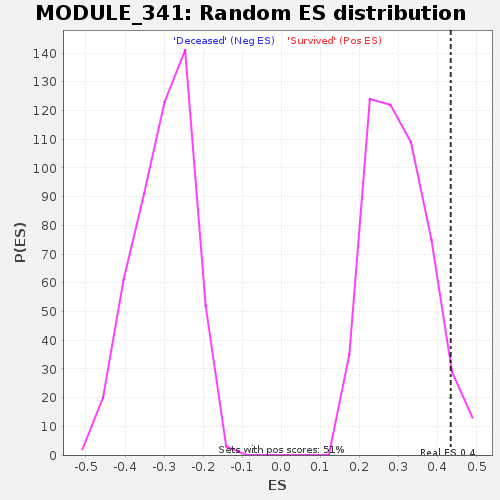 MODULE_341: Random ES distribution
'Deceased' (Neg ES) 'Survived' (Pos ES)
140
130
120
110
100
90
80
70
60
50
40
30
20
10
0
P(ES)
Sets with pos scores: 51%
Real ES 0.4
-0.5 -0.4 -0.3 -0.2 -0.1 0.0 0.1 0.2 0.3 0.4 0.5
ES